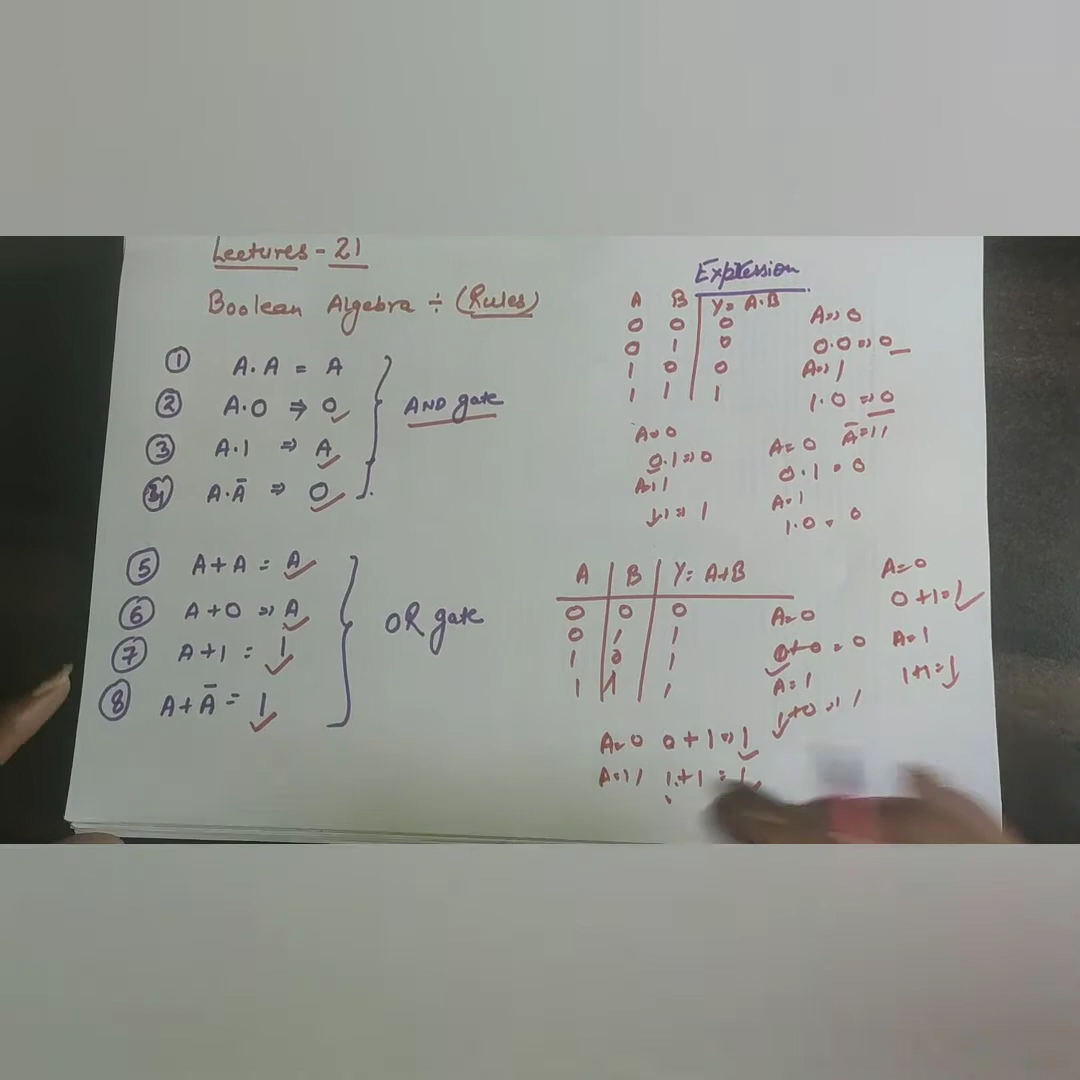 Lectures - 21
Boolean Algebra ÷ (Rules)
① A.A = A
② A.0 ⇒ 0
③ A.1 ⇒ A
④ A.Ā ⇒ 0
AND gate
⑤ A+A = A
⑥ A+0 ⇒ A
⑦ A+1 = 1
⑧ A+Ā = 1
OR gate
Expression
A B Y= A.B
0 0 0
0 1 0
1 0 0
1 1 1
A⇒0
0.0⇒0
A⇒1
1.0⇒0
A=0
0.1⇒0
A=1
1.1⇒1
A=0 Ā=1
0.1=0
A=1
1.0=0
A B Y= A+B
0 0 0
0 1 1
1 0 1
1 1 1
A=0
0+0=0
A=1
1+0=1
A=0
0+1=1
A=1
1+1=1
A=0 0+1⇒1
A=1 1+1=1